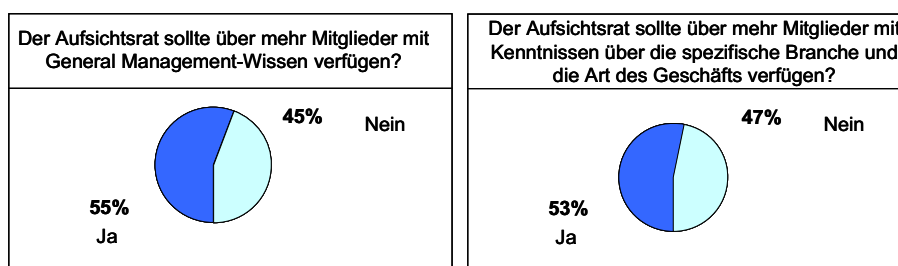 Der Aufsichtsrat sollte über mehr Mitglieder mit
General Management-Wissen verfügen?
45%
Nein
55%
Ja
Der Aufsichtsrat sollte über mehr Mitglieder mit
Kenntnissen über die spezifische Branche und
die Art des Geschäfts verfügen?
47%
Nein
53%
Ja